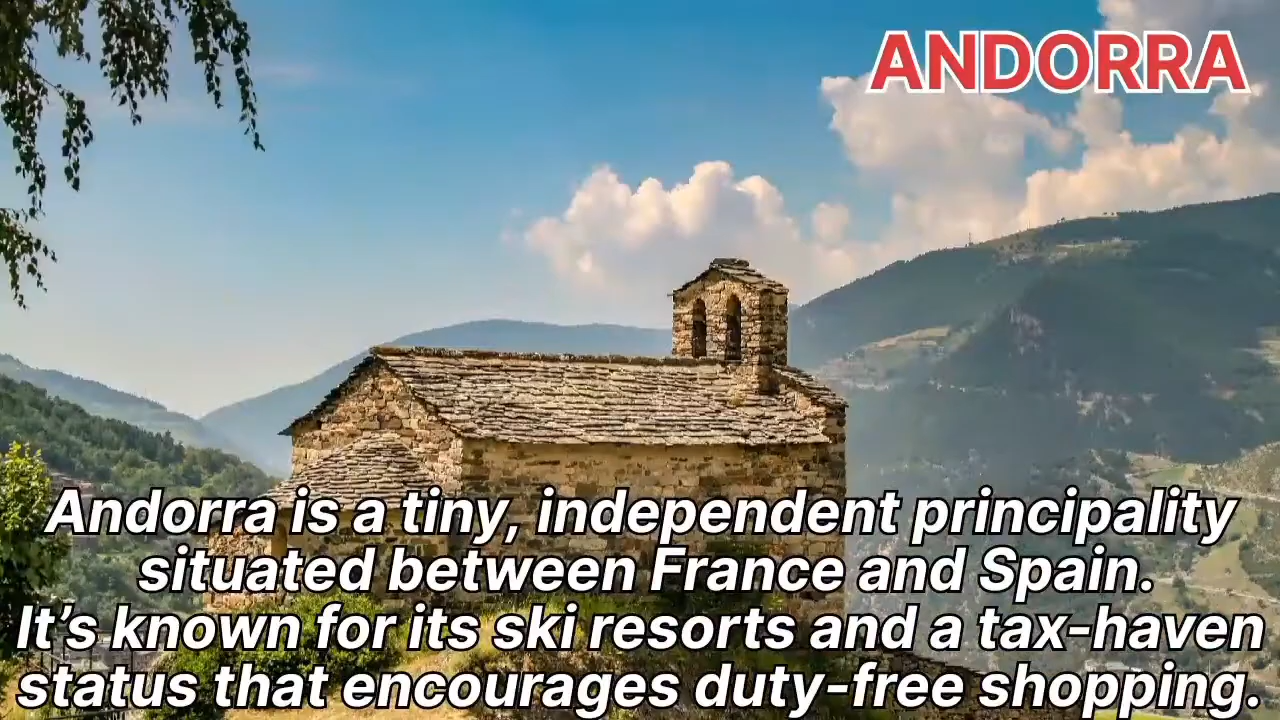 ANDORRA
Andorra is a tiny, independent principality
situated between France and Spain.
It’s known for its ski resorts and a tax-haven
status that encourages duty-free shopping.